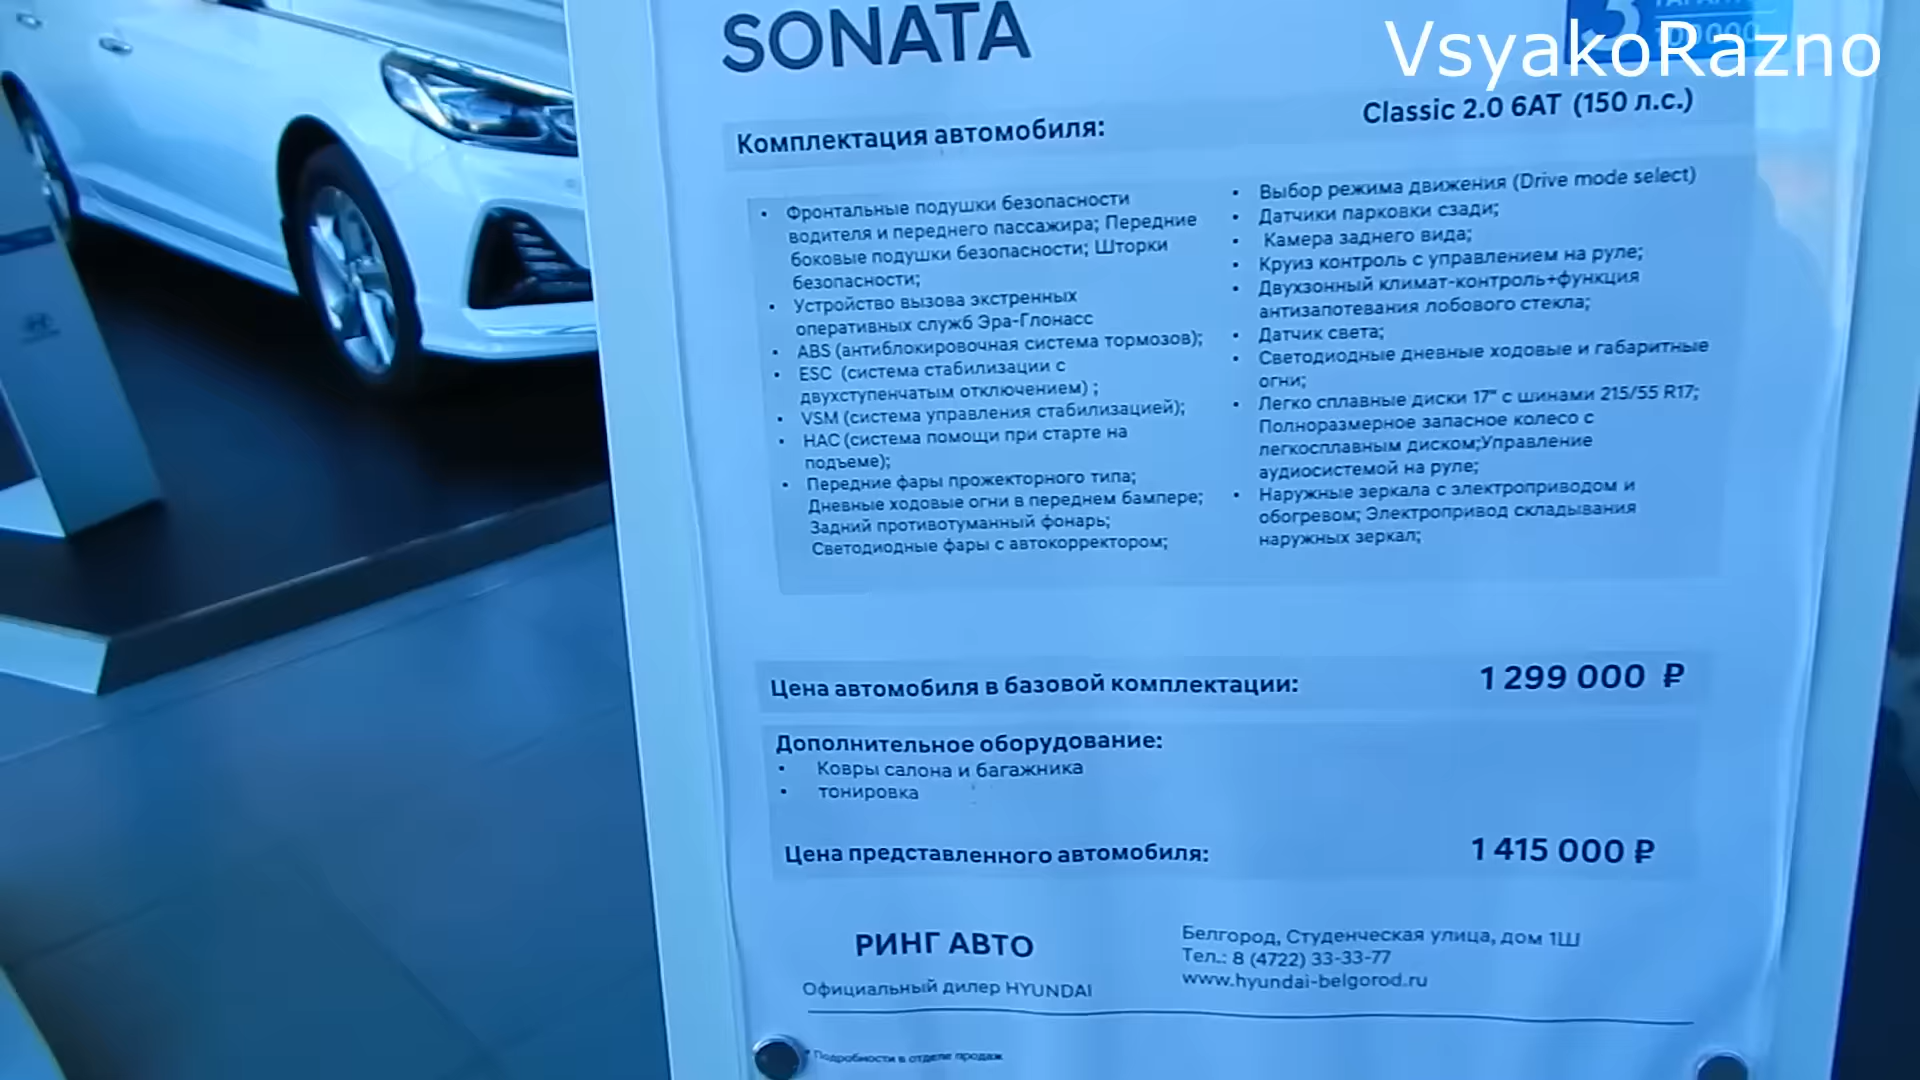 SONATA
VsyakoRazno
Комплектация автомобиля:
Classic 2.0 6AT (150 л.с.)
• Фронтальные подушки безопасности
водителя и переднего пассажира; Передние
боковые подушки безопасности; Шторки
безопасности;
• Устройство вызова экстренных
оперативных служб Эра-Глонасс
• ABS (антиблокировочная система тормозов);
• ESC (система стабилизации с
двухступенчатым отключением) ;
• VSM (система управления стабилизацией);
• HAC (система помощи при старте на
подъеме);
• Передние фары прожекторного типа;
Дневные ходовые огни в переднем бампере;
Задний противотуманный фонарь;
Светодиодные фары с автокорректором;
• Выбор режима движения (Drive mode select)
• Датчики парковки сзади;
• Камера заднего вида;
• Круиз контроль с управлением на руле;
• Двухзонный климат-контроль+функция
антизапотевания лобового стекла;
• Датчик света;
• Светодиодные дневные ходовые и габаритные
огни;
• Легко сплавные диски 17" с шинами 215/55 R17;
Полноразмерное запасное колесо с
легкосплавным диском;Управление
аудиосистемой на руле;
• Наружные зеркала с электроприводом и
обогревом; Электропривод складывания
наружных зеркал;
Цена автомобиля в базовой комплектации:
1 299 000 ₽
Дополнительное оборудование:
• Ковры салона и багажника
• тонировка
Цена представленного автомобиля:
1 415 000 ₽
РИНГ АВТО
Официальный дилер HYUNDAI
Белгород, Студенческая улица, дом 1Ш
Тел.: 8 (4722) 33-33-77
www.hyundai-belgorod.ru
* Подробности в отделе продаж